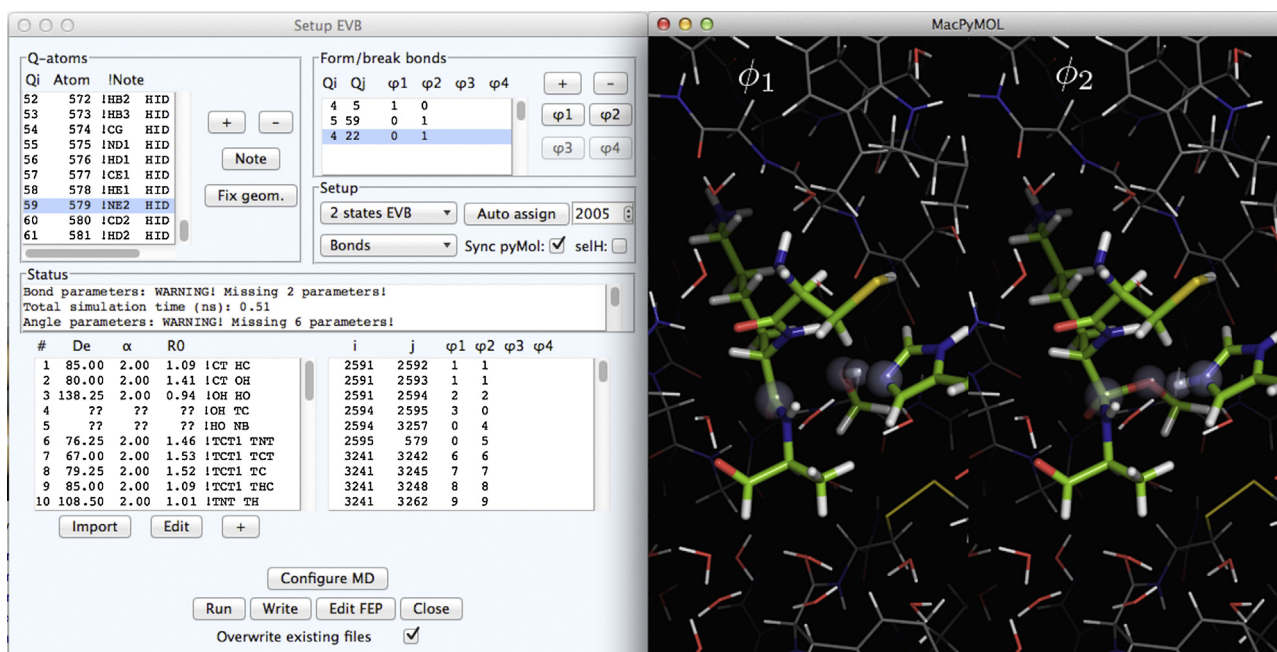 Setup EVB
MacPyMOL
Q-atoms
Qi Atom !Note
52 572 !HB2 HID
53 573 !HB3 HID
54 574 !CG HID
55 575 !ND1 HID
56 576 !HD1 HID
57 577 !CE1 HID
58 578 !HE1 HID
59 579 !NE2 HID
60 580 !CD2 HID
61 581 !HD2 HID
+ -
Note
Fix geom.
Form/break bonds
Qi Qj φ1 φ2 φ3 φ4
4 5 1 0
5 59 0 1
4 22 0 1
+ -
φ1 φ2
φ3 φ4
Setup
2 states EVB Auto assign 2005
Bonds Sync pyMol: selH:
Status
Bond parameters: WARNING! Missing 2 parameters!
Total simulation time (ns): 0.51
Angle parameters: WARNING! Missing 6 parameters!
# De α R0
1 85.00 2.00 1.09 !CT HC
2 80.00 2.00 1.41 !CT OH
3 138.25 2.00 0.94 !OH HO
4 ?? ?? ?? !OH TC
5 ?? ?? ?? !HO NB
6 76.25 2.00 1.46 !TCT1 TNT
7 67.00 2.00 1.53 !TCT1 TCT
8 79.25 2.00 1.52 !TCT1 TC
9 85.00 2.00 1.09 !TCT1 THC
10 108.50 2.00 1.01 !TNT TH
i j φ1 φ2 φ3 φ4
2591 2592 1 1
2591 2593 1 1
2591 2594 2 2
2594 2595 3 0
2594 3257 0 4
2595 579 0 5
3241 3242 6 6
3241 3245 7 7
3241 3248 8 8
3241 3262 9 9
Import Edit +
Configure MD
Run Write Edit FEP Close
Overwrite existing files
ϕ1
ϕ2